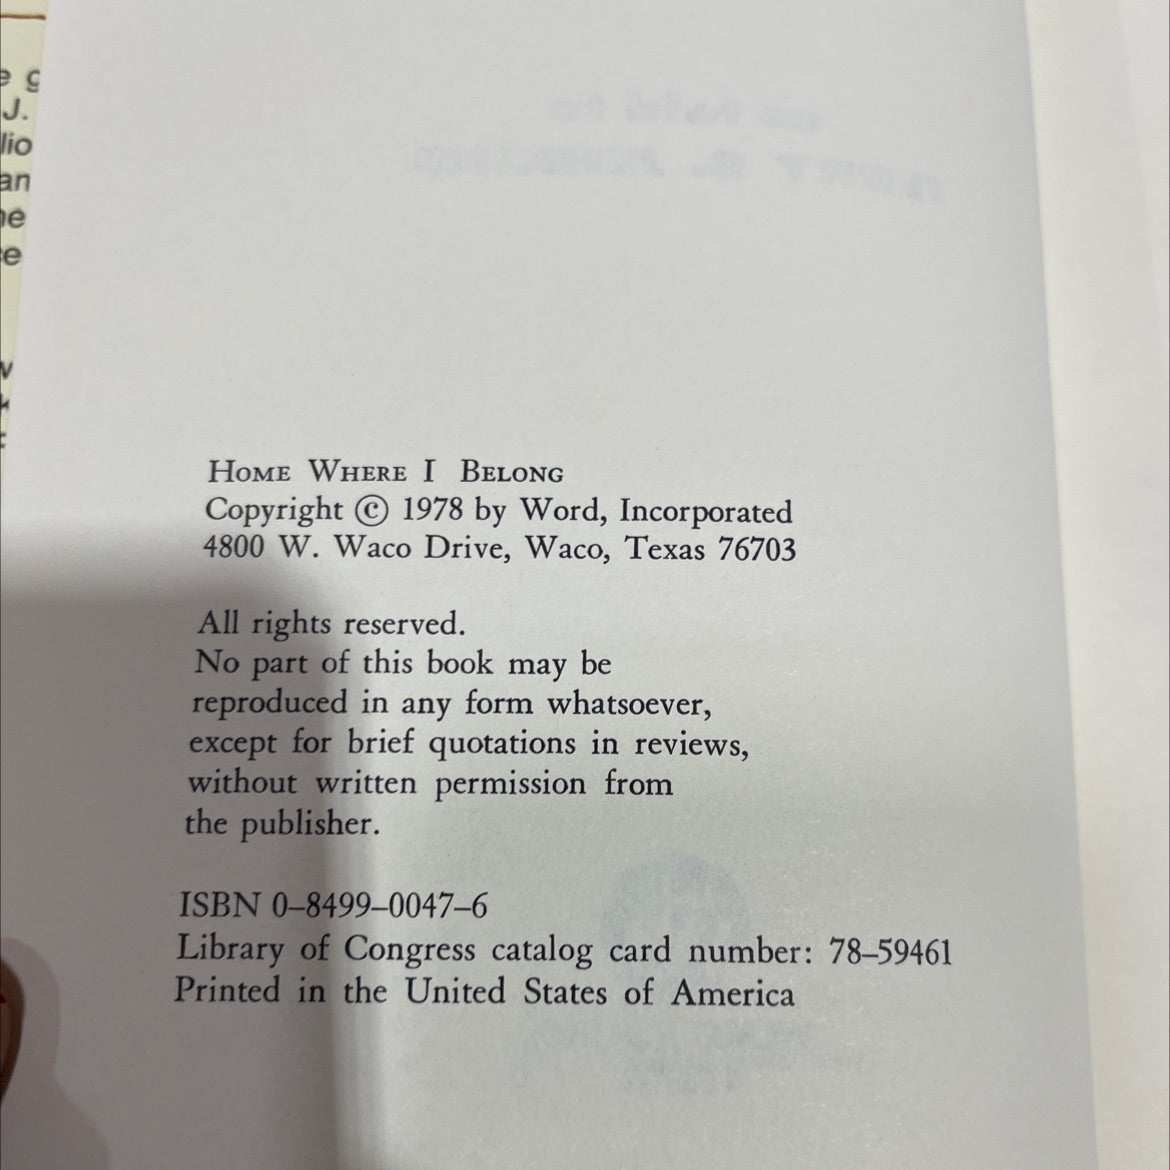 HOME WHERE I BELONG
Copyright © 1978 by Word, Incorporated
4800 W. Waco Drive, Waco, Texas 76703
All rights reserved.
No part of this book may be
reproduced in any form whatsoever,
except for brief quotations in reviews,
without written permission from
the publisher.
ISBN 0–8499–0047–6
Library of Congress catalog card number: 78–59461
Printed in the United States of America